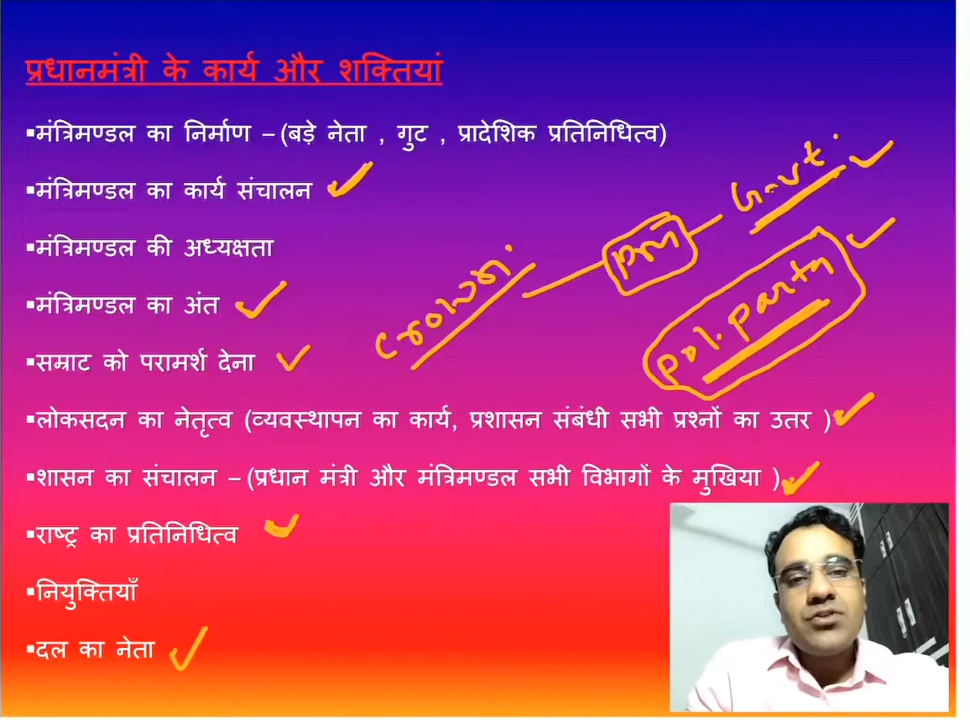 प्रधानमंत्री के कार्य और शक्तियां
▪मंत्रिमण्डल का निर्माण – (बड़े नेता , गुट , प्रादेशिक प्रतिनिधित्व)
▪मंत्रिमण्डल का कार्य संचालन
▪मंत्रिमण्डल की अध्यक्षता
▪मंत्रिमण्डल का अंत
▪सम्राट को परामर्श देना
▪लोकसदन का नेतृत्व (व्यवस्थापन का कार्य, प्रशासन संबंधी सभी प्रश्नों का उतर )
▪शासन का संचालन – (प्रधान मंत्री और मंत्रिमण्डल सभी विभागों के मुखिया )
▪राष्ट्र का प्रतिनिधित्व
▪नियुक्तियाँ
▪दल का नेता
Crown.
PM
Govt.
pol. party